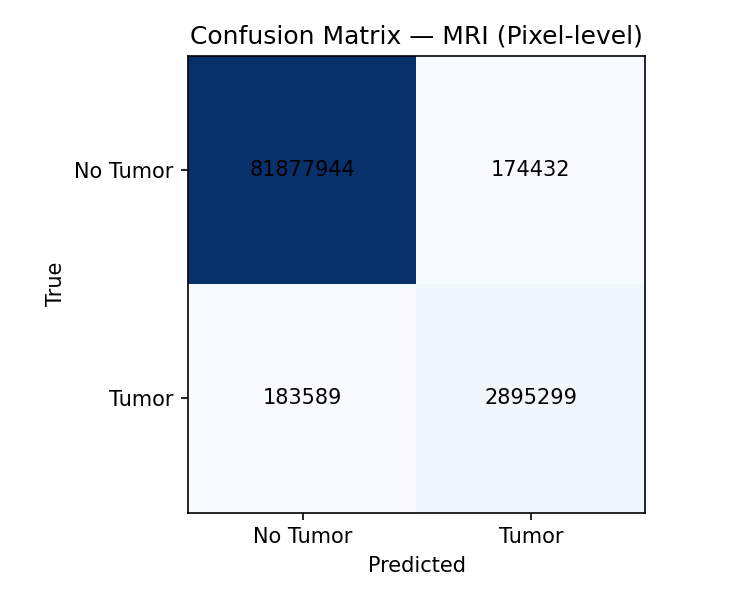 Confusion Matrix — MRI (Pixel-level)
No Tumor
81877944
174432
True
Tumor
183589
2895299
No Tumor
Tumor
Predicted